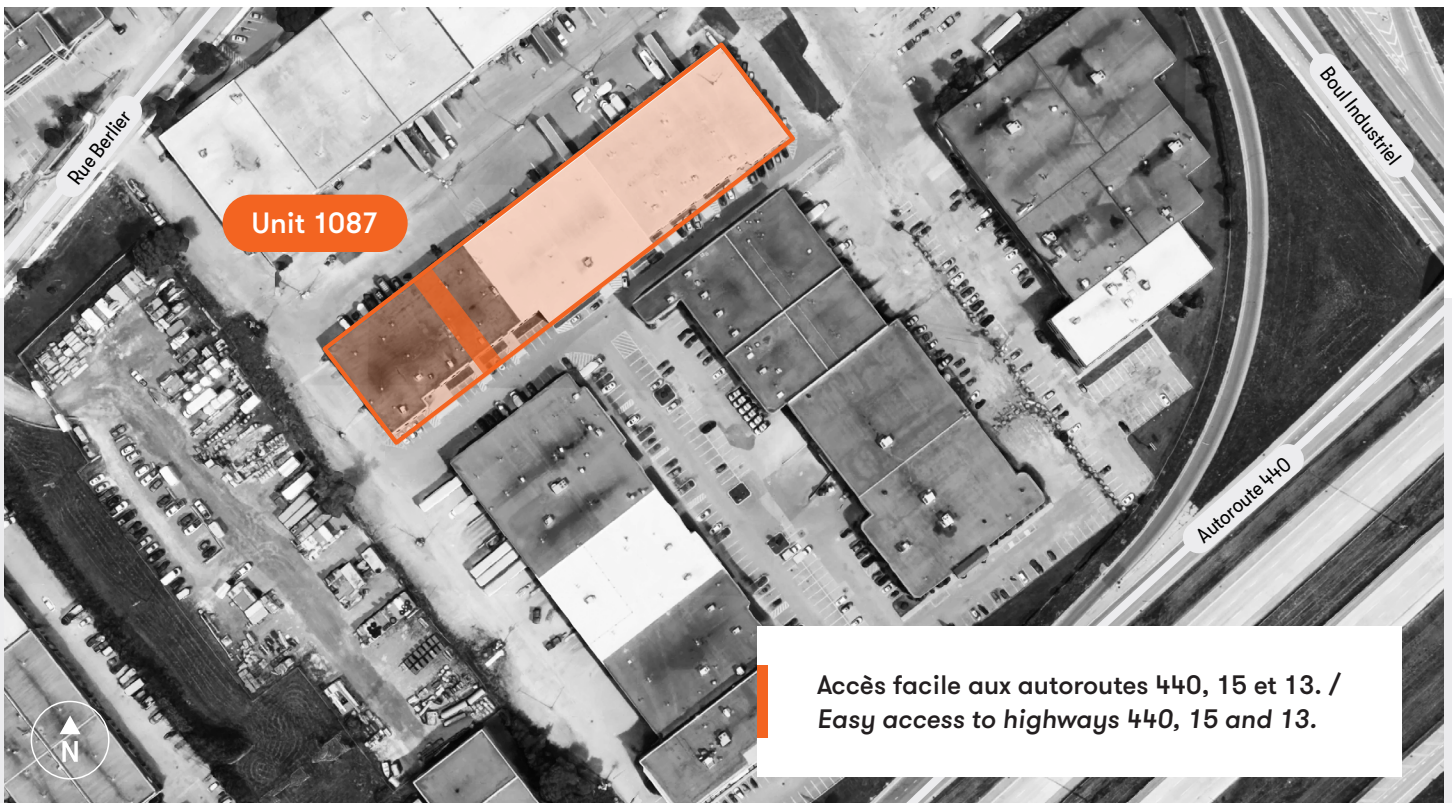 Rue Berlier
Boul Industriel
Unit 1087
Autoroute 440
Accès facile aux autoroutes 440, 15 et 13. /
Easy access to highways 440, 15 and 13.
N